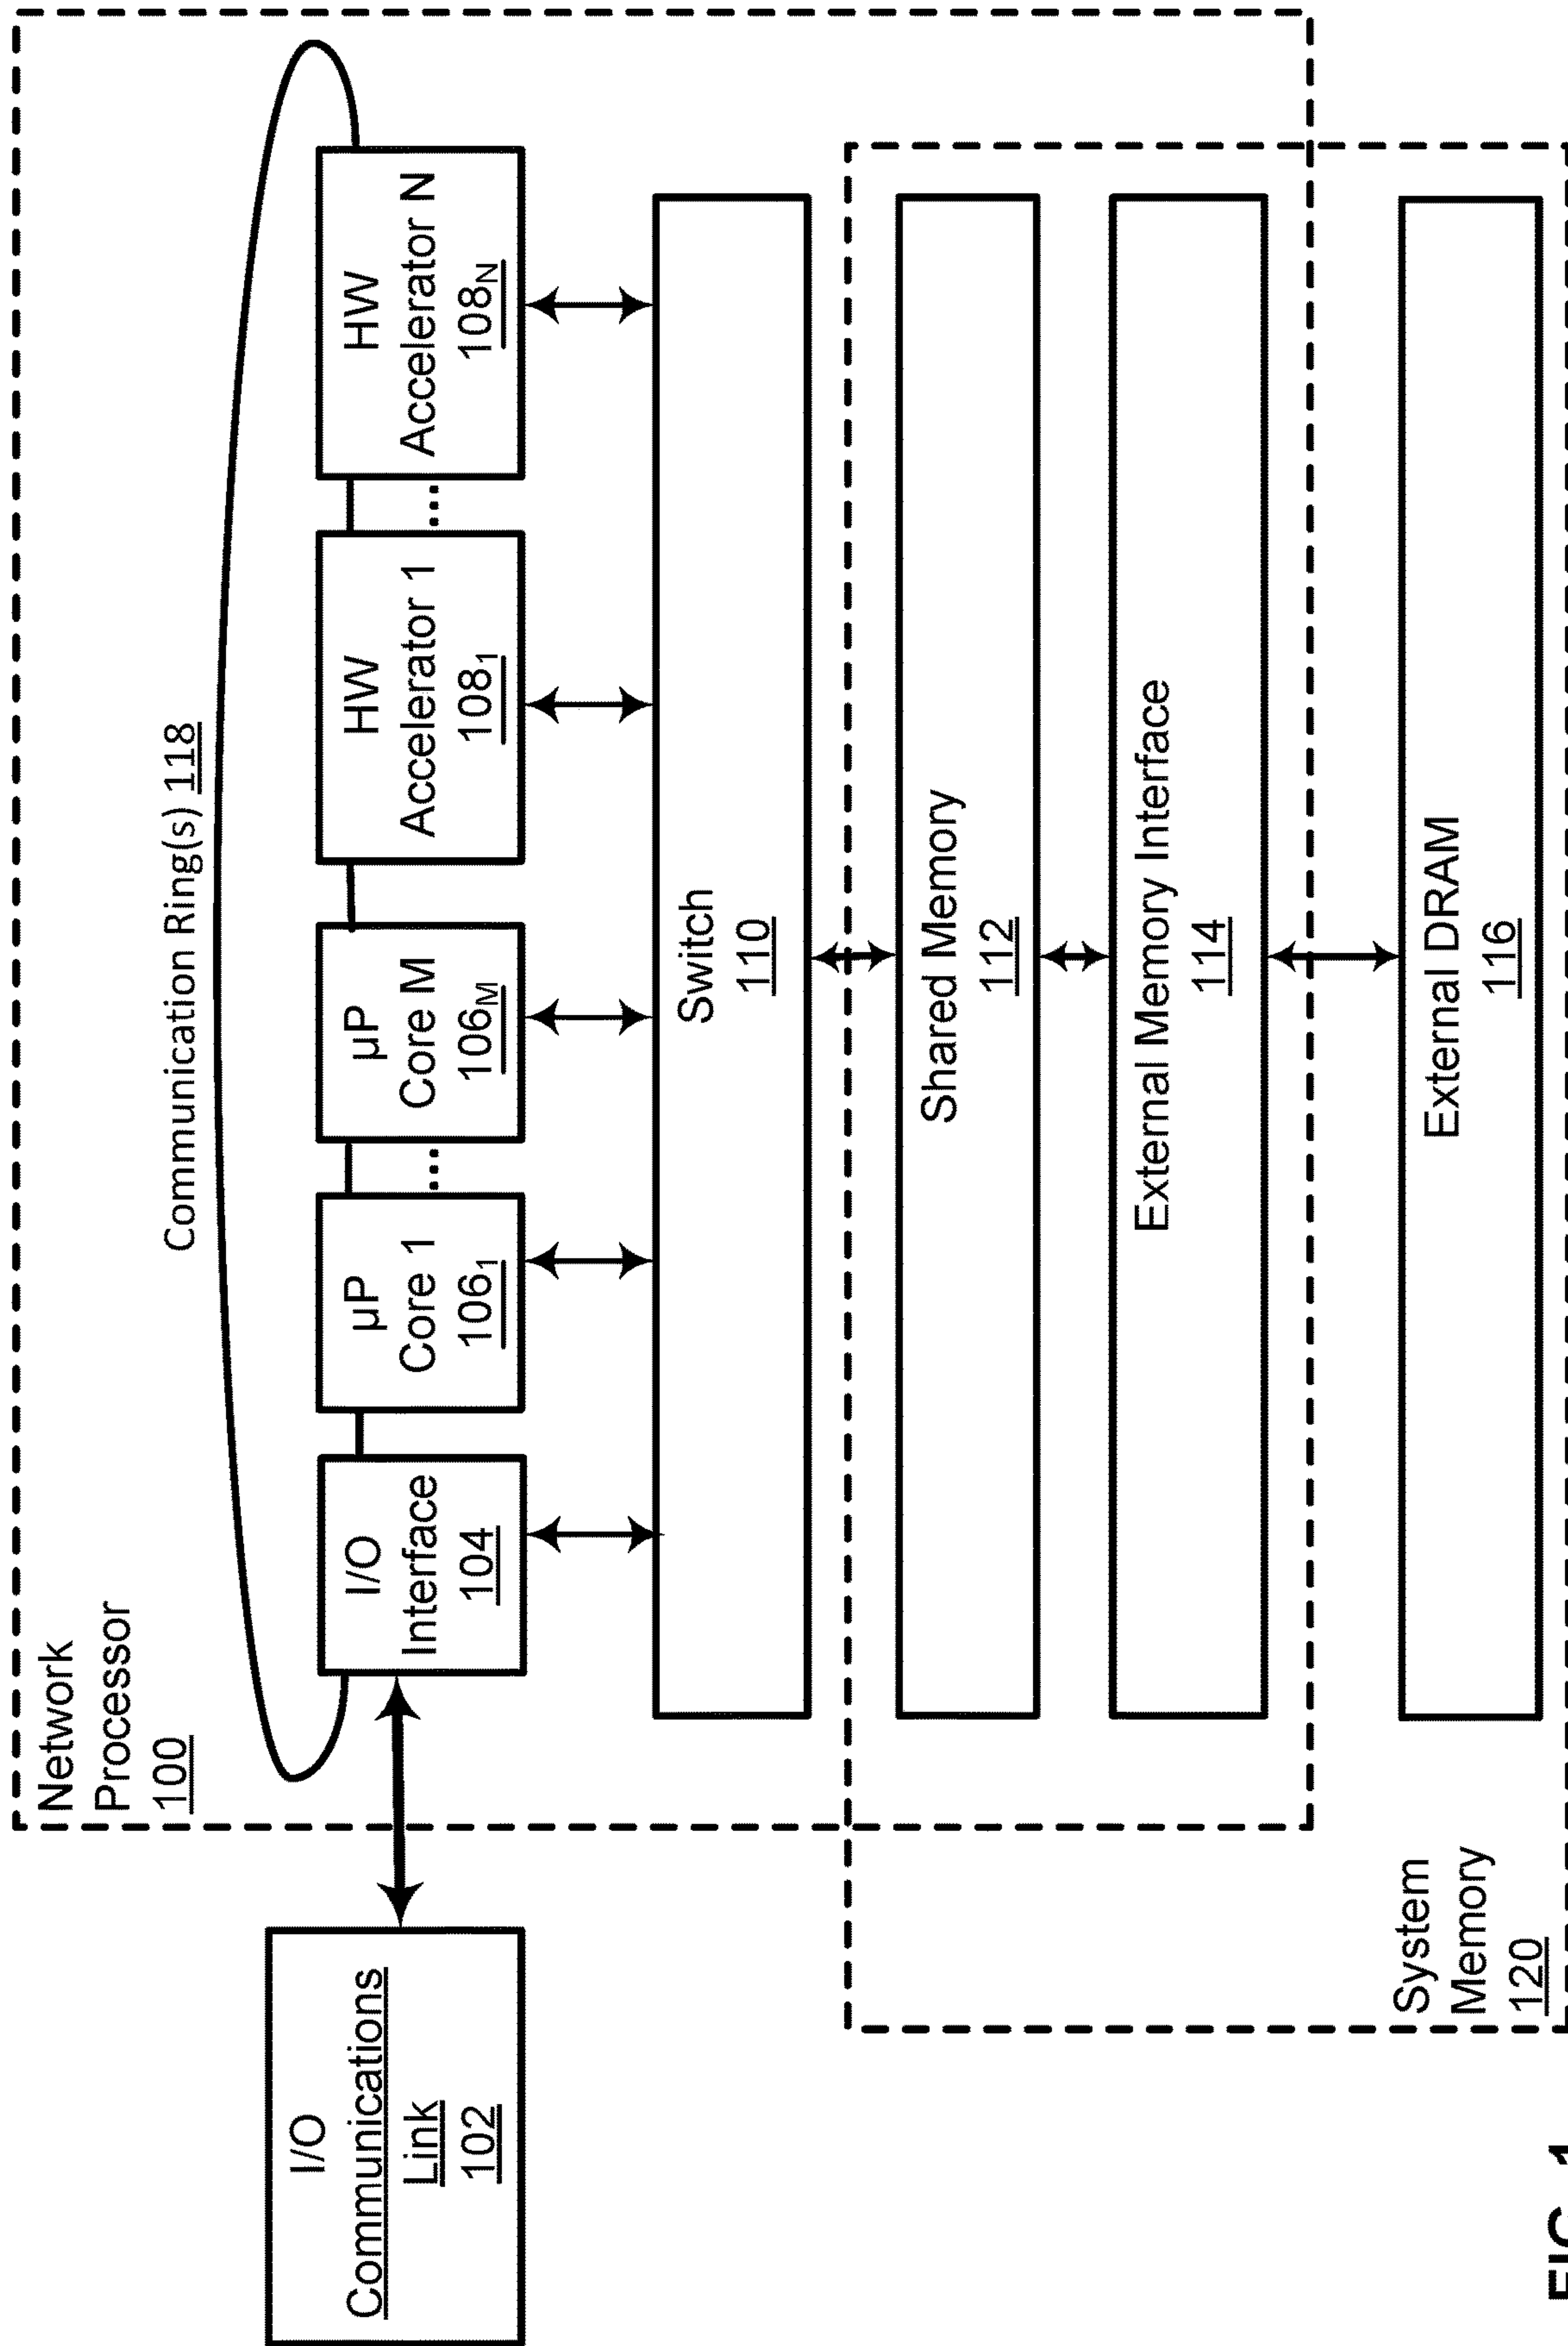 Network
Processor
100
Communication Ring(s) 118
I/O
Communications
Link
102
I/O
Interface
104
µP
Core 1
106₁
...
µP
Core M
106M
HW
Accelerator 1
108₁
...
HW
Accelerator N
108N
Switch
110
Shared Memory
112
External Memory Interface
114
System
Memory
120
External DRAM
116
FIG. 1